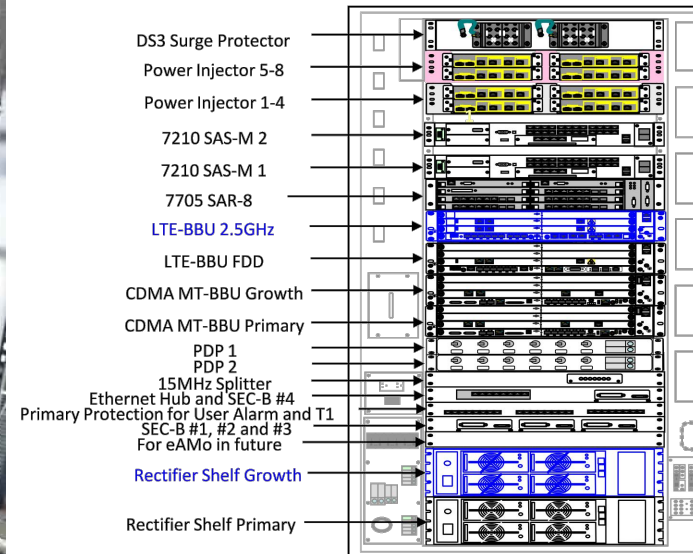 DS3 Surge Protector
Power Injector 5-8
Power Injector 1-4
7210 SAS-M 2
7210 SAS-M 1
7705 SAR-8
LTE-BBU 2.5GHz
LTE-BBU FDD
CDMA MT-BBU Growth
CDMA MT-BBU Primary
PDP 1
PDP 2
15MHz Splitter
Ethernet Hub and SEC-B #4
Primary Protection for User Alarm and T1
SEC-B #1, #2 and #3
For eAMo in future
Rectifier Shelf Growth
Rectifier Shelf Primary